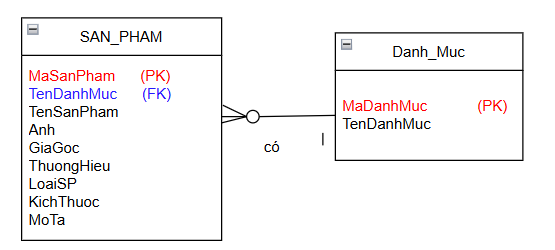 SAN_PHAM
MaSanPham (PK)
TenDanhMuc (FK)
TenSanPham
Anh
GiaGoc
ThuongHieu
LoaiSP
KichThuoc
MoTa
có
Danh_Muc
MaDanhMuc (PK)
TenDanhMuc